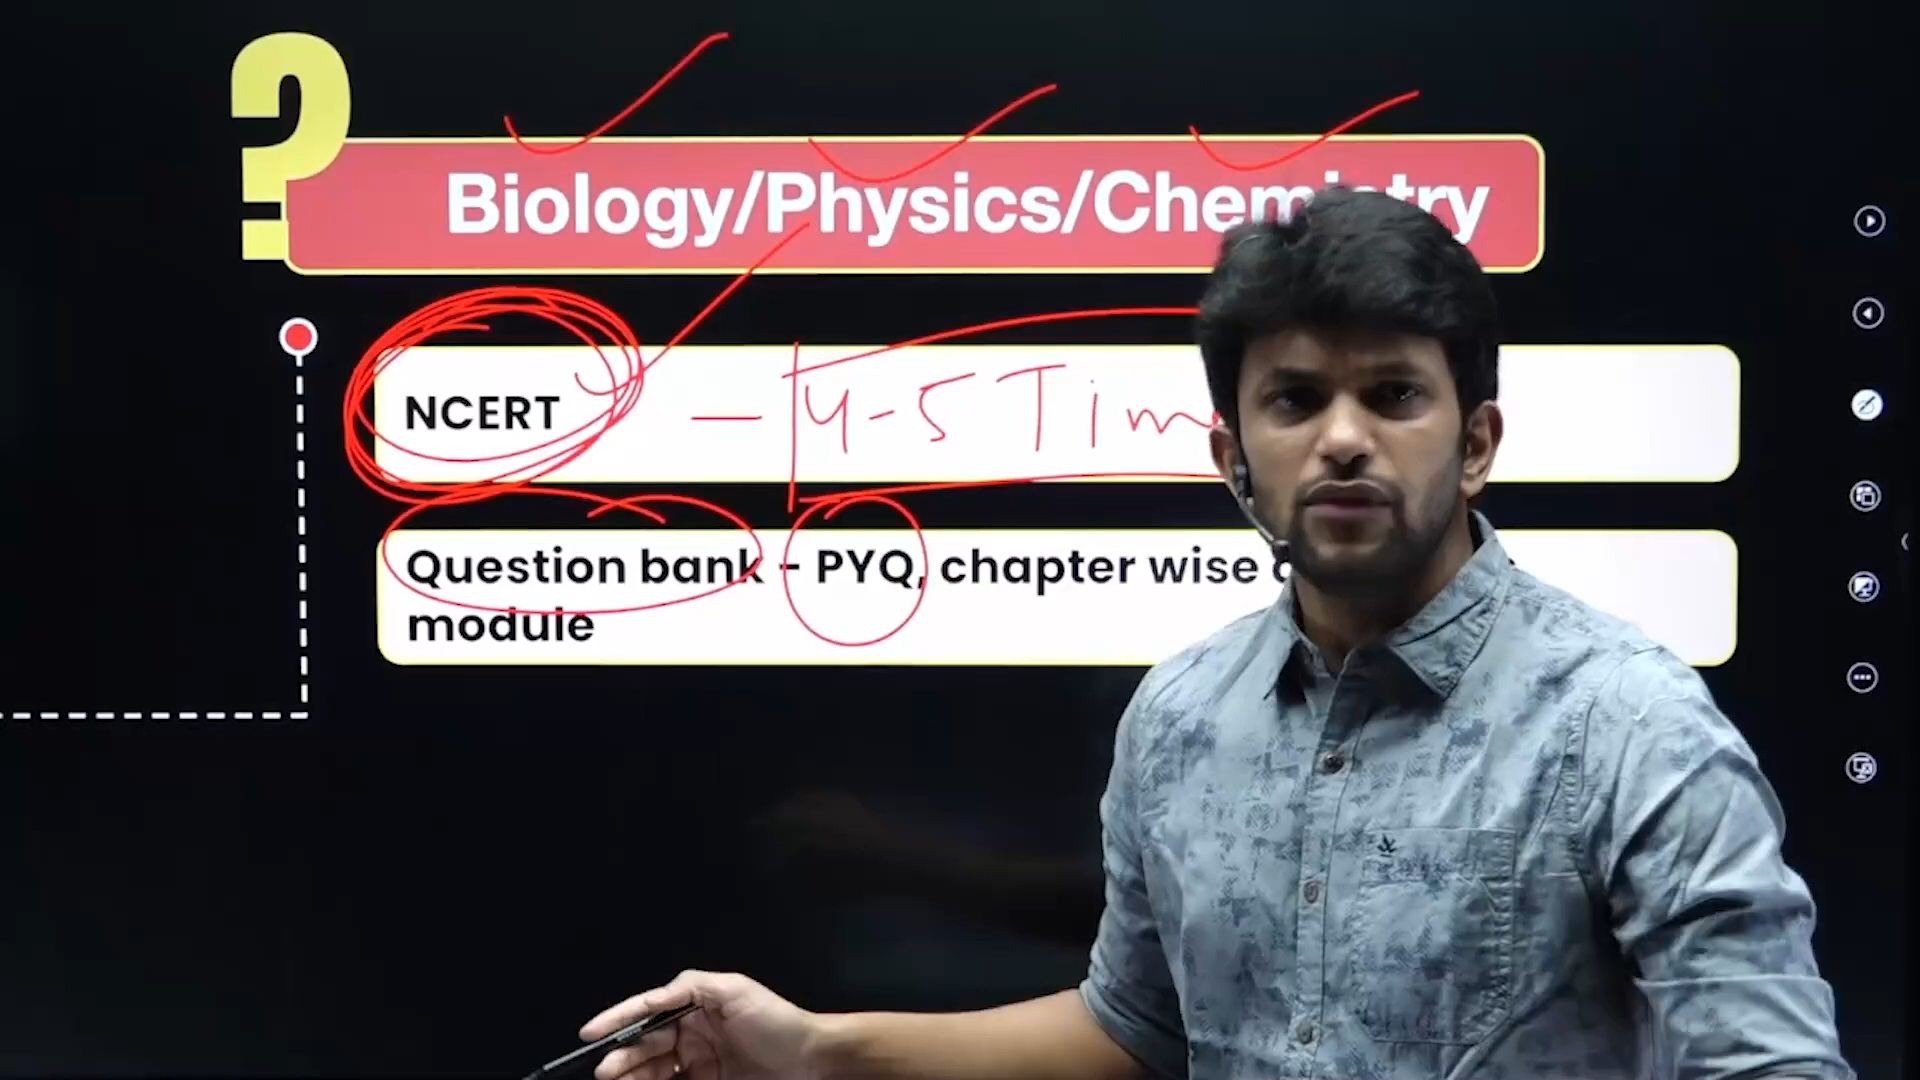 ?
Biology/Physics/Chemistry
NCERT - 4-5 Tim
Question bank - PYQ, chapter wise
module